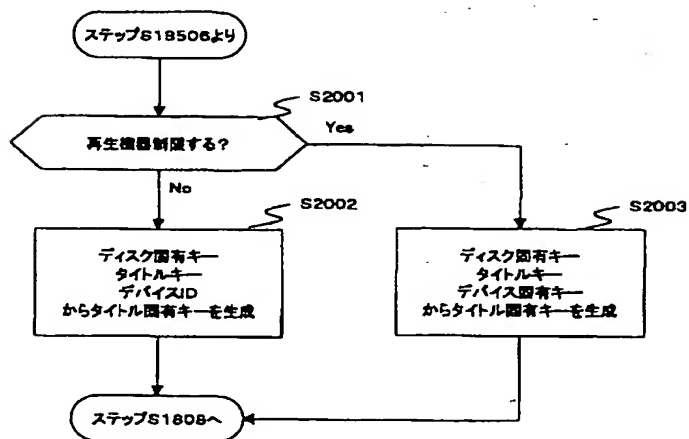 ステップS18506より
S2001
再生機器制限する?
Yes
No
S2002
S2003
ディスク固有キー
タイトルキー
デバイスID
からタイトル固有キーを生成
ディスク固有キー
タイトルキー
デバイス固有キー
からタイトル固有キーを生成
ステップS1808へ